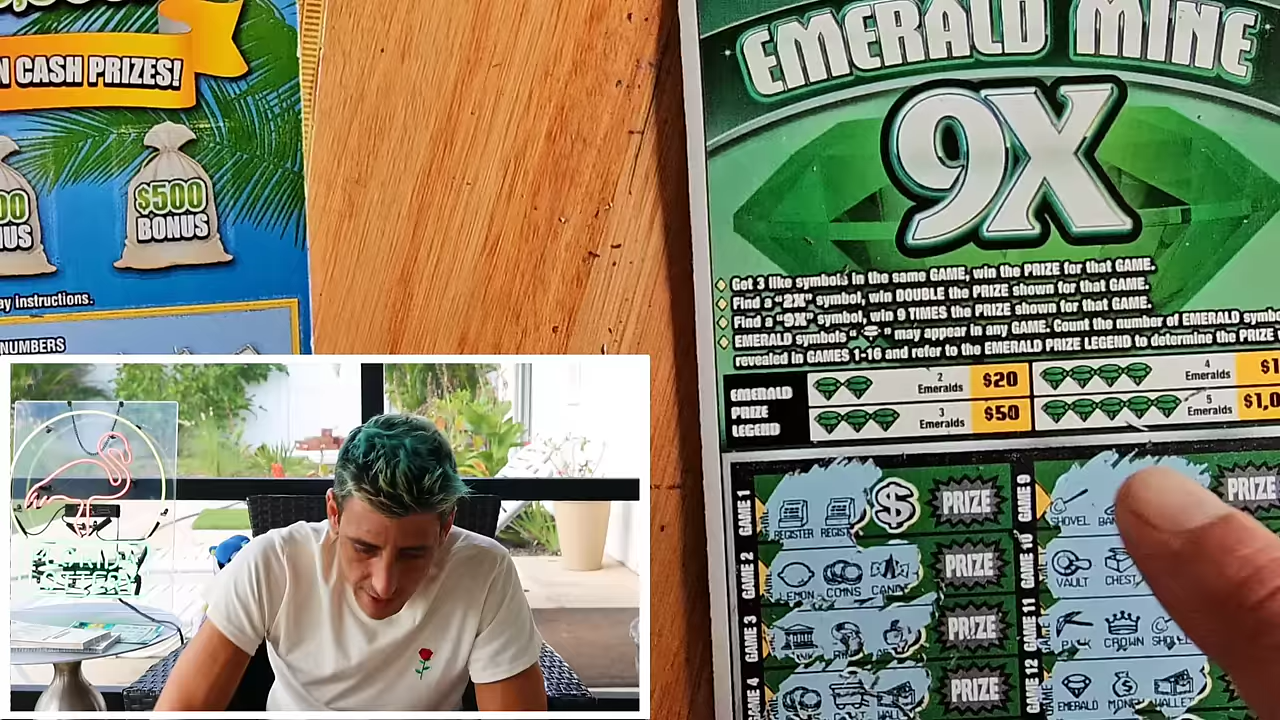 N CASH PRIZES!
$500
BONUS
ay instructions.
NUMBERS
EMERALD MINE
9X
Get 3 like symbols in the same GAME, win the PRIZE for that GAME.
Find a "2X" symbol, win DOUBLE the PRIZE shown for that GAME.
Find a "9X" symbol, win 9 TIMES the PRIZE shown for that GAME.
EMERALD symbols " " may appear in any GAME. Count the number of EMERALD symbo
revealed in GAMES 1-16 and refer to the EMERALD PRIZE LEGEND to determine the PRIZE
EMERALD
PRIZE
LEGEND
2
Emeralds
$20
4
Emeralds
$1
3
Emeralds
$50
5
Emeralds
$1,0
GAME 1
REGISTER
$
PRIZE
GAME 9
SHOVEL
PRIZE
GAME 2
LEMON COINS
PRIZE
GAME 10
VAULT CHEST
GAME 3
PRIZE
GAME 11
CROWN
GAME 4
PRIZE
GAME 12
EMERALD MONEY WALLET